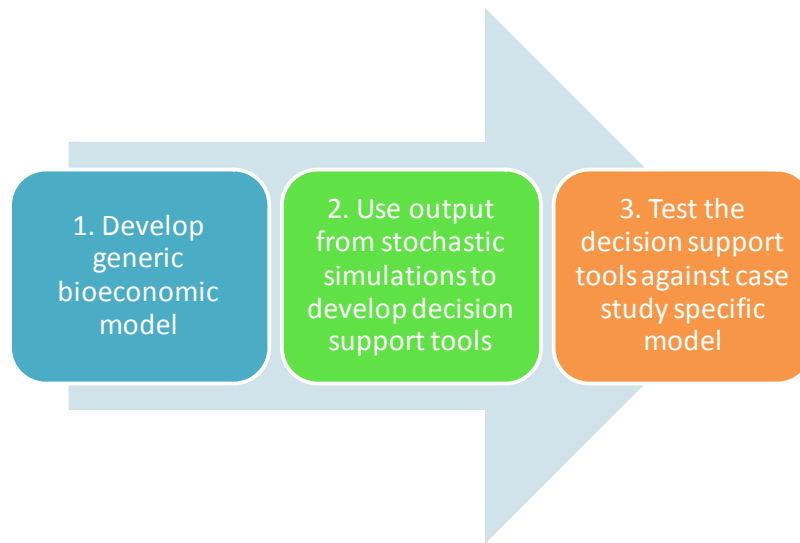 1. Develop
generic
bioeconomic
model
2. Use output
from stochastic
simulations to
develop decision
support tools
3. Test the
decision support
tools against case
study specific
model